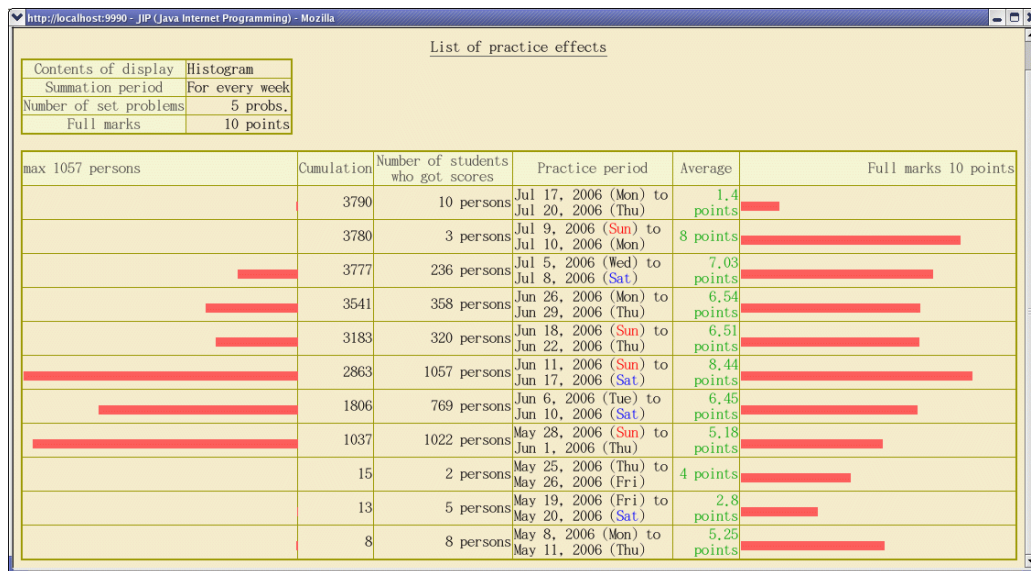 http://localhost:9990 - JIP (Java Internet Programming) - Mozilla
List of practice effects
Contents of display Histogram
Summation period For every week
Number of set problems 5 probs.
Full marks 10 points
max 1057 persons Cumulation Number of students who got scores Practice period Average Full marks 10 points
3790 10 persons Jul 17, 2006 (Mon) to Jul 20, 2006 (Thu) 1.4 points
3780 3 persons Jul 9, 2006 (Sun) to Jul 10, 2006 (Mon) 8 points
3777 236 persons Jul 5, 2006 (Wed) to Jul 8, 2006 (Sat) 7.03 points
3541 358 persons Jun 26, 2006 (Mon) to Jun 29, 2006 (Thu) 6.54 points
3183 320 persons Jun 18, 2006 (Sun) to Jun 22, 2006 (Thu) 6.51 points
2863 1057 persons Jun 11, 2006 (Sun) to Jun 17, 2006 (Sat) 8.44 points
1806 769 persons Jun 6, 2006 (Tue) to Jun 10, 2006 (Sat) 6.45 points
1037 1022 persons May 28, 2006 (Sun) to Jun 1, 2006 (Thu) 5.18 points
15 2 persons May 25, 2006 (Thu) to May 26, 2006 (Fri) 4 points
13 5 persons May 19, 2006 (Fri) to May 20, 2006 (Sat) 2.8 points
8 8 persons May 8, 2006 (Mon) to May 11, 2006 (Thu) 5.25 points